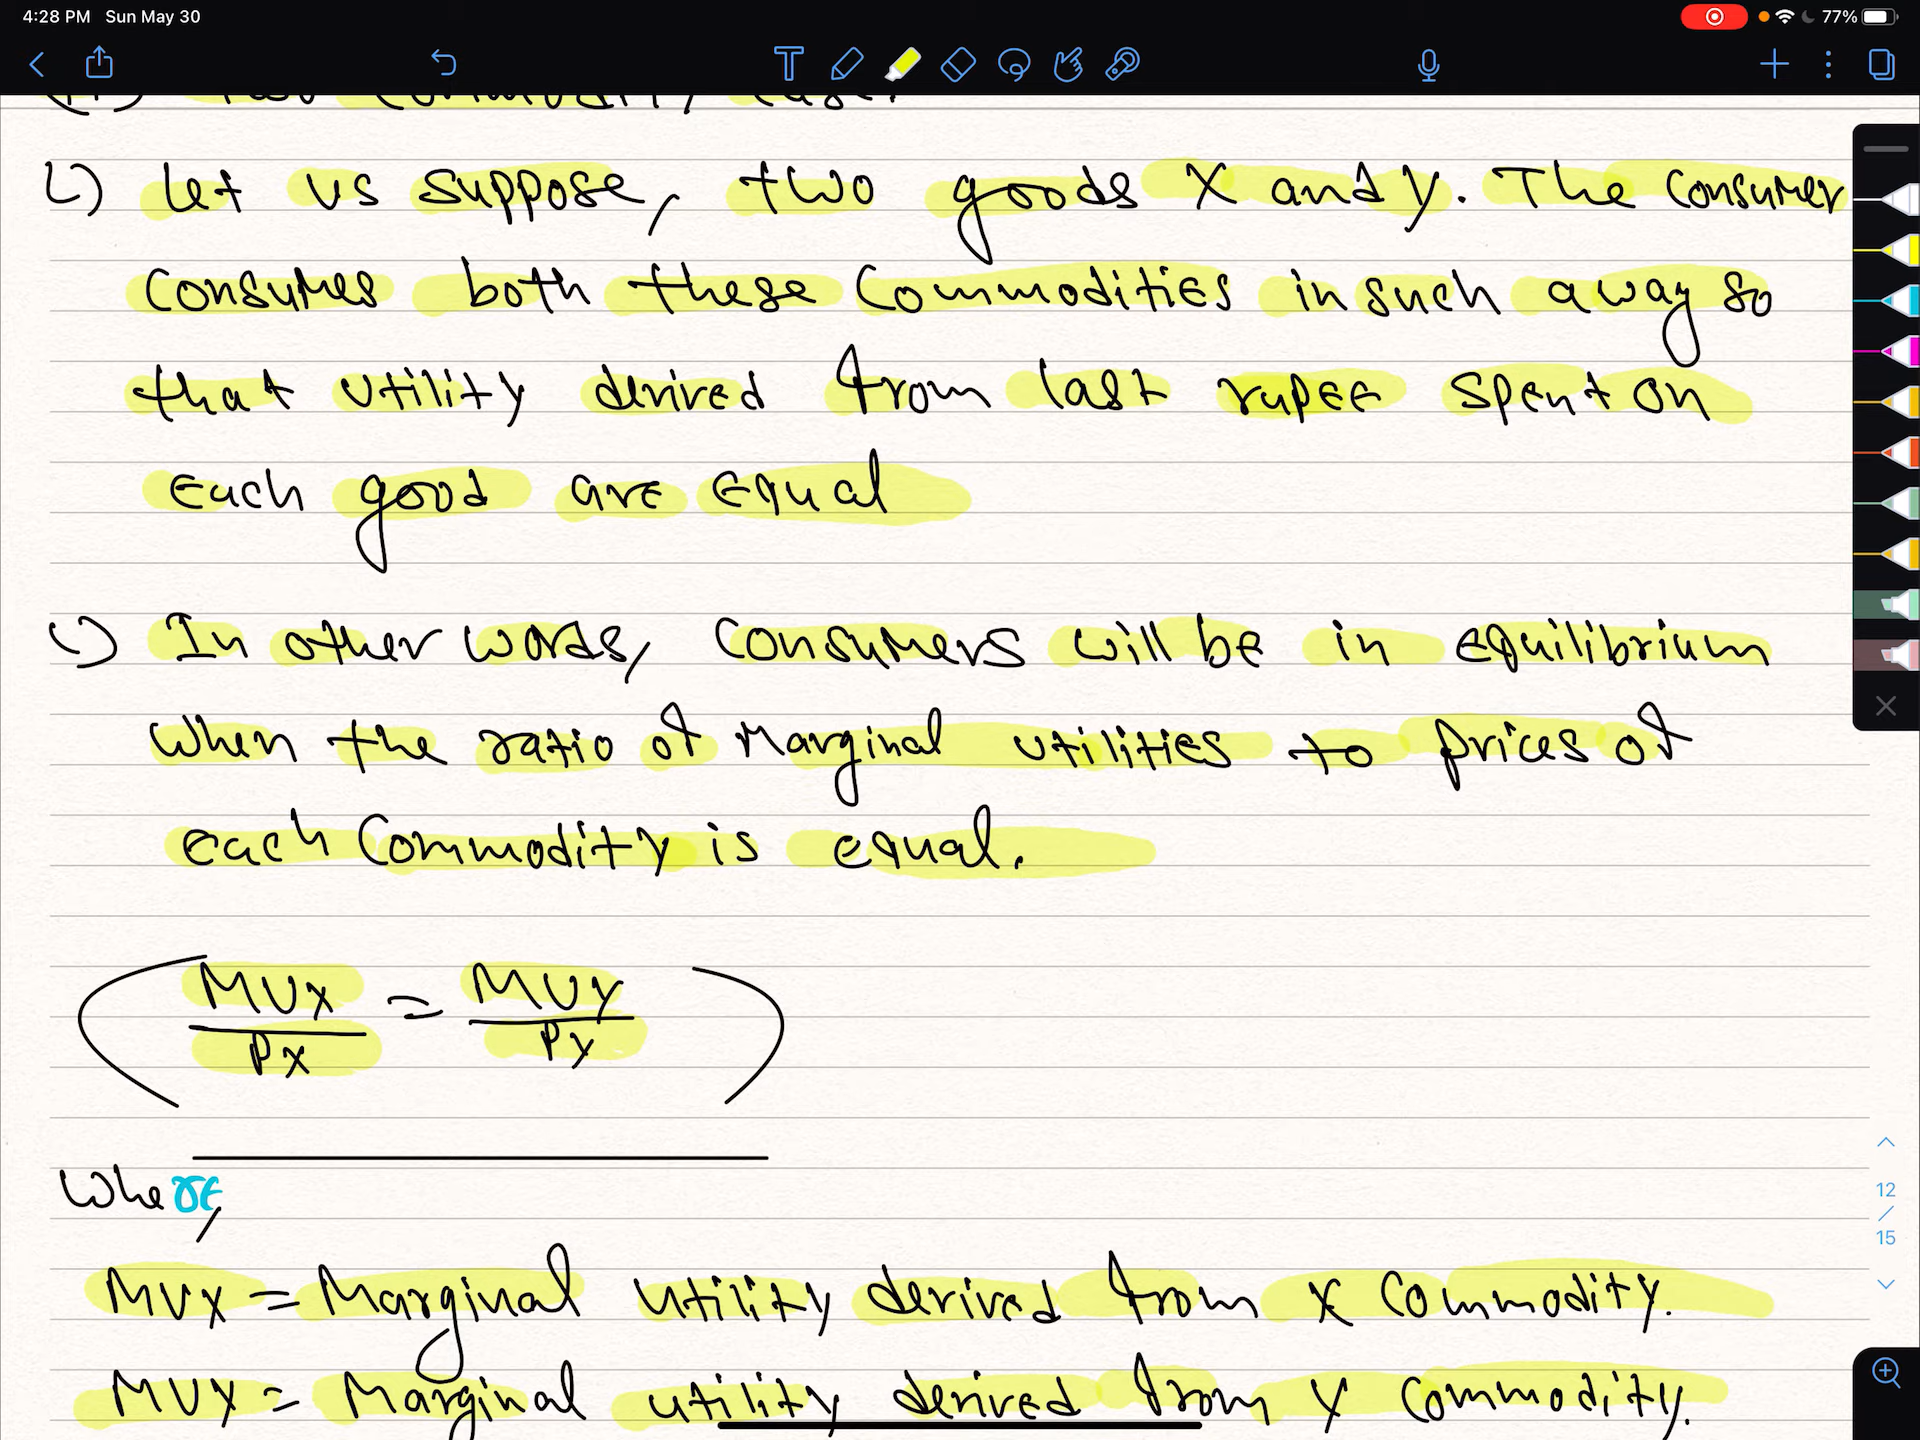 4:28 PM Sun May 30
77%
Commodity case.
L) Let us suppose, two goods X and Y. The Consumer
Consumes both these Commodities in such a way so
that utility derived from last rupee spent on
Each good are Equal
L) In other words, Consumers will be in equilibrium
when the ratio of Marginal utilities to prices of
each Commodity is equal.
MUX = MUY
PX PY
Where,
MUX = Marginal utility derived from X Commodity.
MUY = Marginal utility derived from Y Commodity.
12
/
15